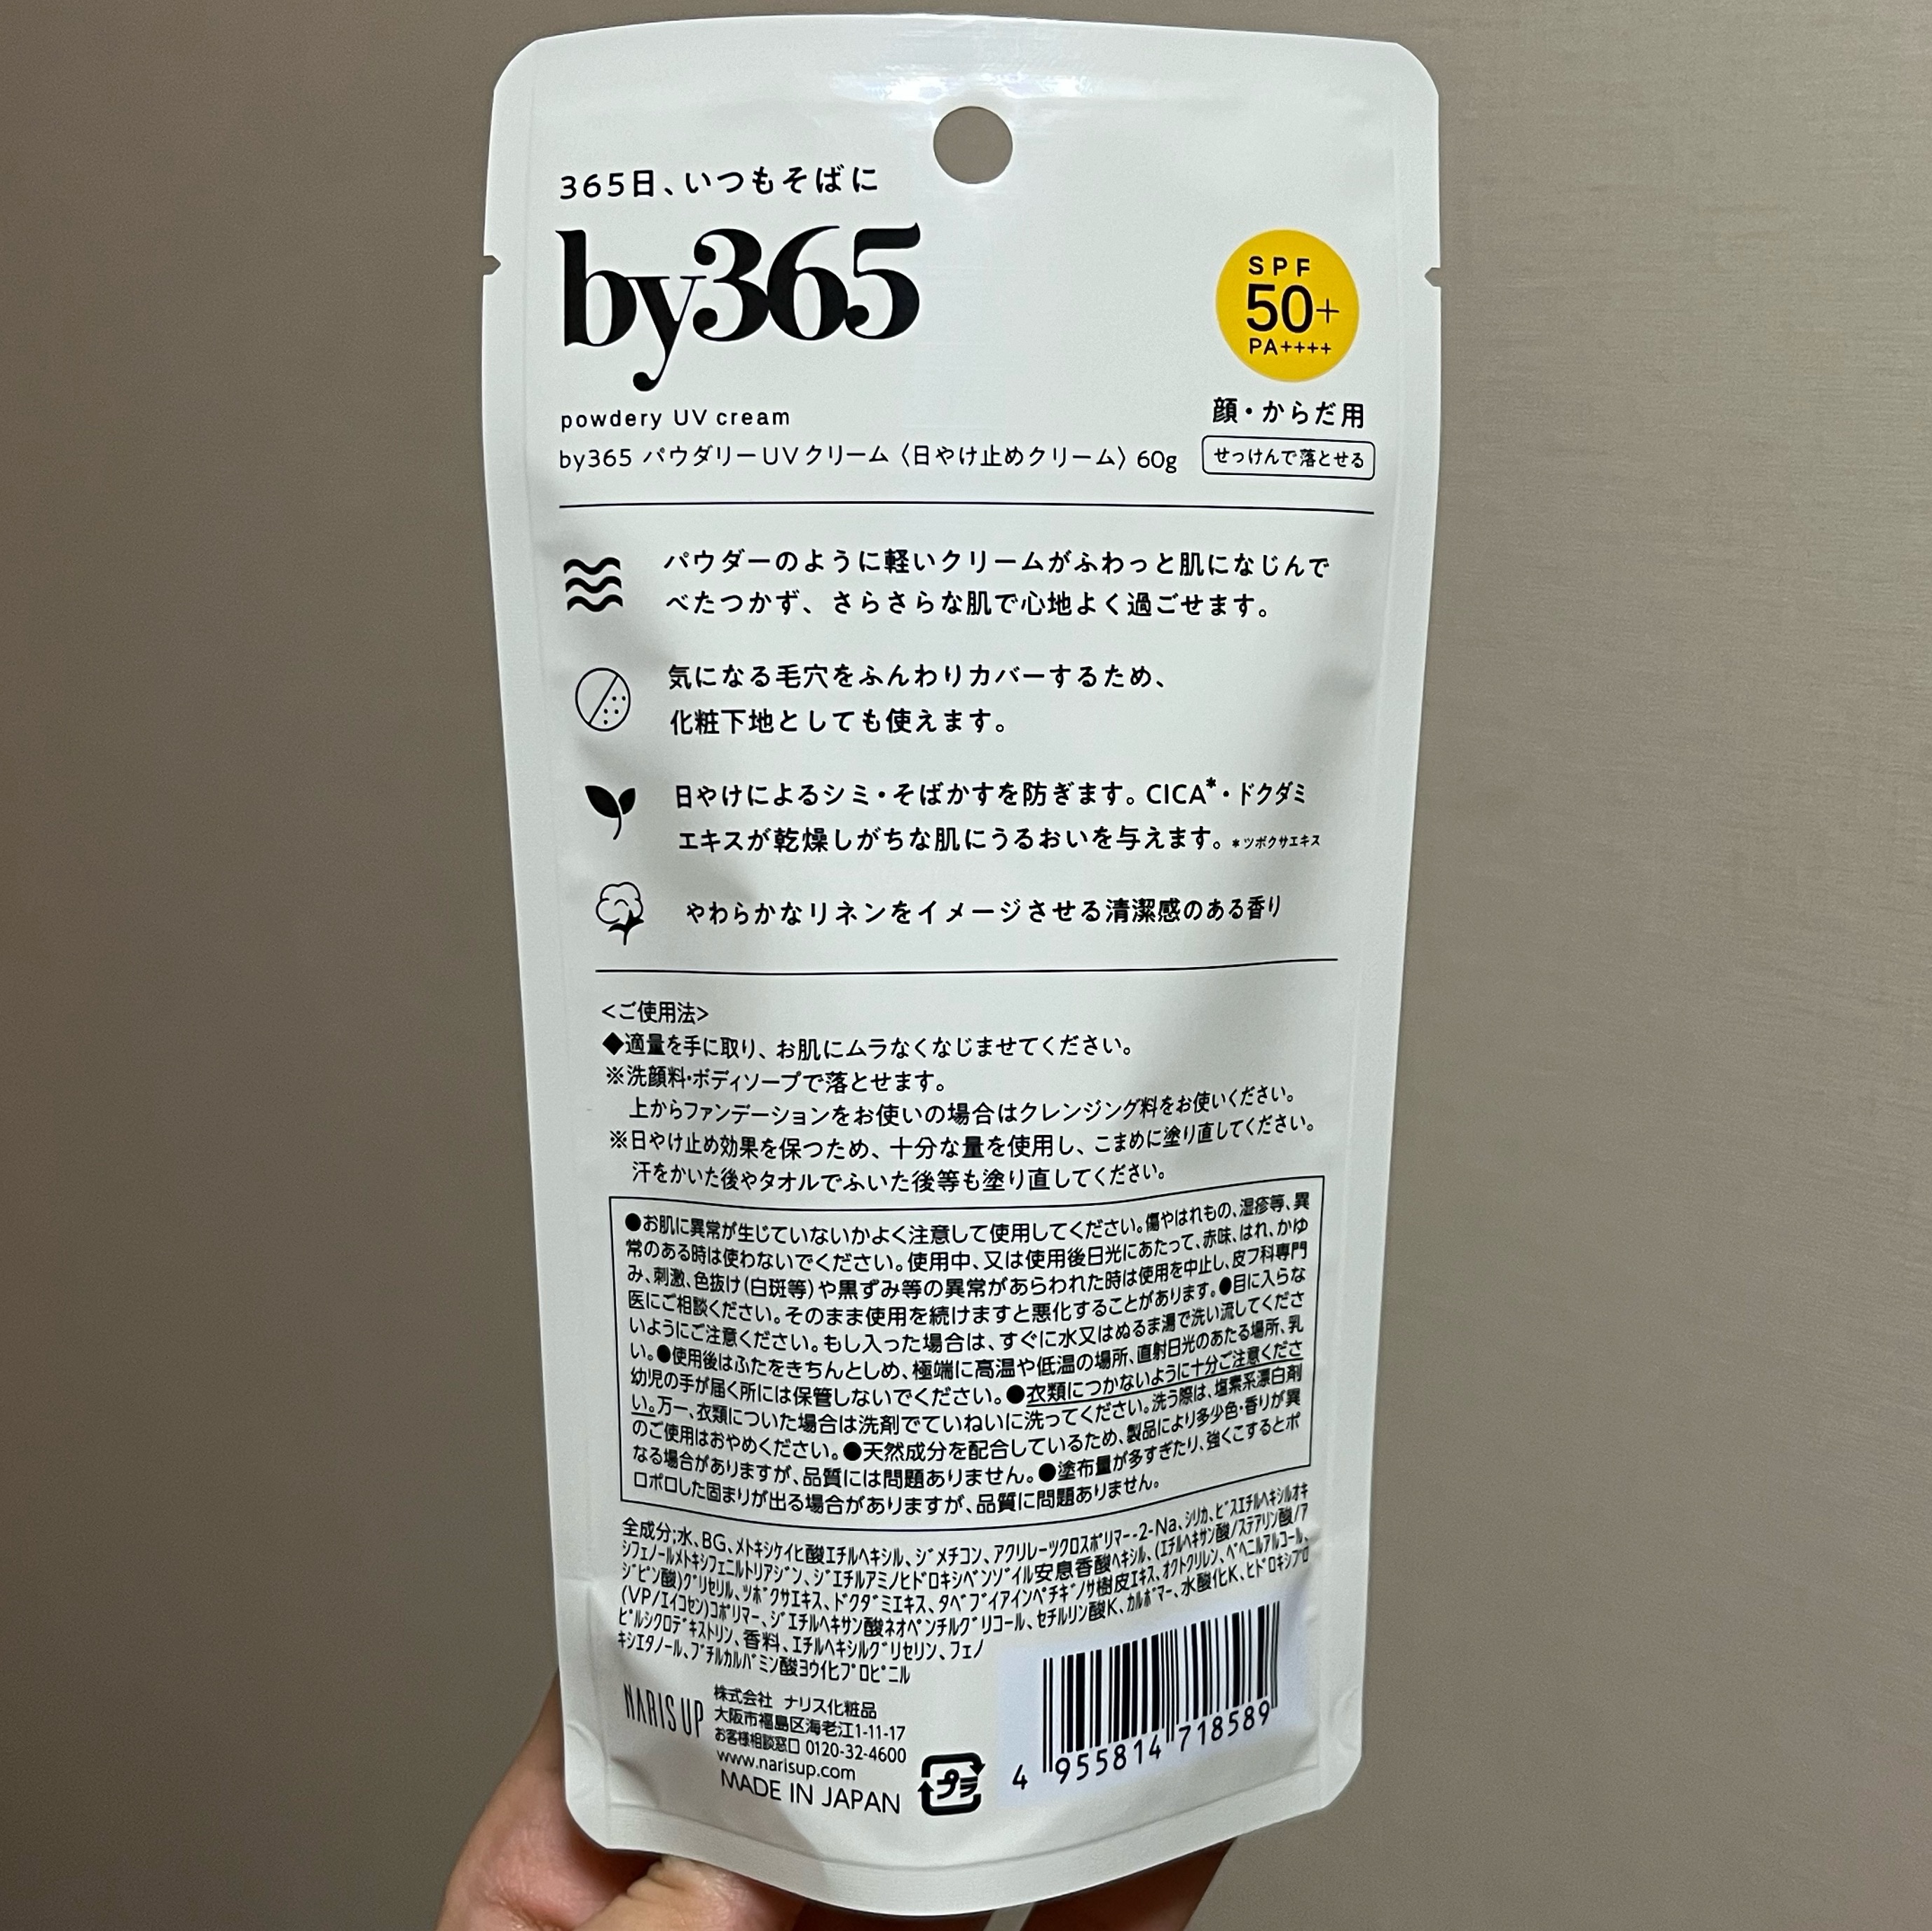 365日、いつもそばに
by365
SPF
50+
PA++++
powdery UV cream
顔・からだ用
by365 パウダリーUVクリーム〈日やけ止めクリーム〉60g
せっけんで落とせる
パウダーのように軽いクリームがふわっと肌になじんで
べたつかず、さらさらな肌で心地よく過ごせます。
気になる毛穴をふんわりカバーするため、
化粧下地としても使えます。
日やけによるシミ・そばかすを防ぎます。CICA*・ドクダミ
エキスが乾燥しがちな肌にうるおいを与えます。*ツボクサエキス
やわらかなリネンをイメージさせる清潔感のある香り
<ご使用法>
◆適量を手に取り、お肌にムラなくなじませてください。
※洗顔料・ボディソープで落とせます。
上からファンデーションをお使いの場合はクレンジング料をお使いください。
※日やけ止め効果を保つため、十分な量を使用し、こまめに塗り直してください。
汗をかいた後やタオルでふいた後等も塗り直してください。
●お肌に異常が生じていないかよく注意して使用してください。傷やはれもの、湿疹等、異
常のある時は使わないでください。使用中、又は使用後日光にあたって、赤味、はれ、かゆ
み、刺激、色抜け(白斑等)や黒ずみ等の異常があらわれた時は使用を中止し、皮フ科専門
医にご相談ください。そのまま使用を続けますと悪化することがあります。●目に入らな
いようにご注意ください。もし入った場合は、すぐに水又はぬるま湯で洗い流してくださ
い。●使用後はふたをきちんとしめ、極端に高温や低温の場所、直射日光のあたる場所、乳
幼児の手が届く所には保管しないでください。●衣類につかないように十分ご注意くださ
い。万一、衣類についた場合は洗剤でていねいに洗ってください。洗う際は、塩素系漂白剤
のご使用はおやめください。●天然成分を配合しているため、製品により多少色・香りが異
なる場合がありますが、品質には問題ありません。●塗布量が多すぎたり、強くこするとポ
ロポロした固まりが出る場合がありますが、品質に問題ありません。
全成分;水、BG、メトキシケイヒ酸エチルヘキシル、ジメチコン、アクリレーツクロスポリマー-2-Na、シリカ、ビスエチルヘキシルオキ
シフェノールメトキシフェニルトリアジン、ジエチルアミノヒドロキシベンゾイル安息香酸ヘキシル、(エチルヘキサン酸/ステアリン酸/ア
ジピン酸)グリセリル、ツボクサエキス、ドクダミエキス、タベブイアインペチギノサ樹皮エキス、オクトクリレン、ベヘニルアルコール、
(VP/エイコセン)コポリマー、ジエチルヘキサン酸ネオペンチルグリコール、セチルリン酸K、カルボマー、水酸化K、ヒドロキシプロ
ピルシクロデキストリン、香料、エチルヘキシルグリセリン、フェノ
キシエタノール、ブチルカルバミン酸ヨウ化プロピニル
NARIS UP
株式会社 ナリス化粧品
大阪市福島区海老江1-11-17
お客様相談窓口 0120-32-4600
www.narisup.com
MADE IN JAPAN
プラ
4 955814 718589